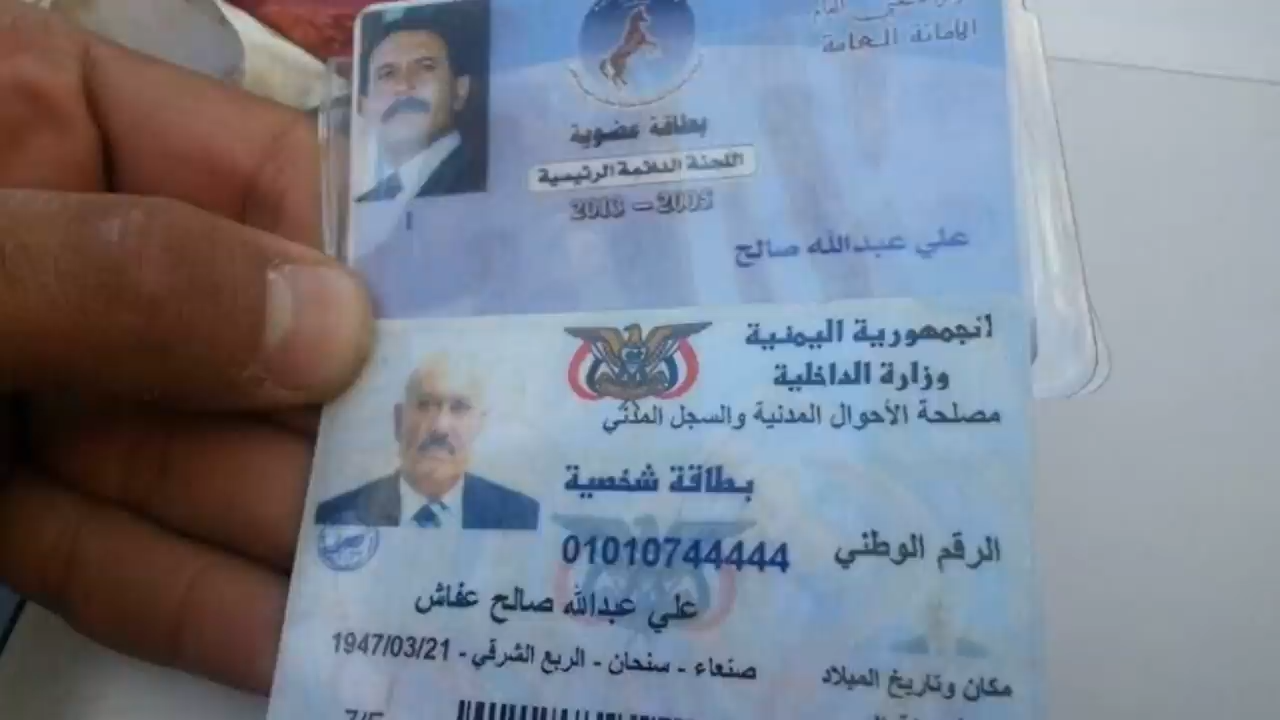 الأمانة العامة
بطاقة عضوية
اللجنة الدائمة الرئيسية
2013 – 2005
علي عبدالله صالح
الجمهورية اليمنية
وزارة الداخلية
مصلحة الأحوال المدنية والسجل المدني
بطاقة شخصية
الرقم الوطني 01010744444
علي عبدالله صالح عفاش
مكان وتاريخ الميلاد صنعاء - سنحان - الربع الشرقي - 1947/03/21